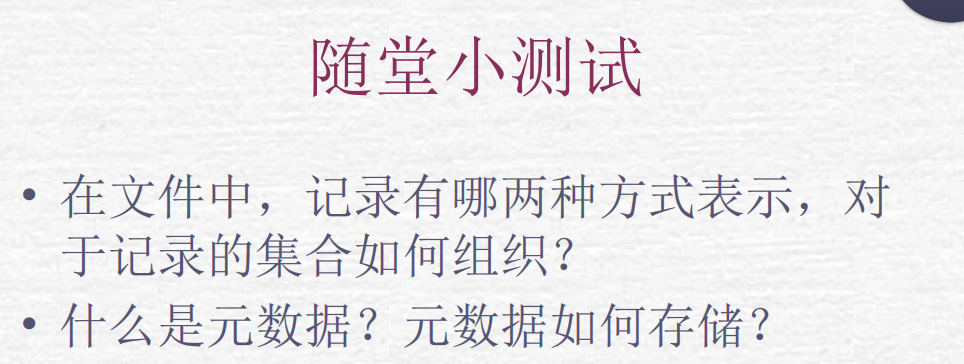 随堂小测试
• 在文件中，记录有哪两种方式表示，对
于记录的集合如何组织？
• 什么是元数据？元数据如何存储？